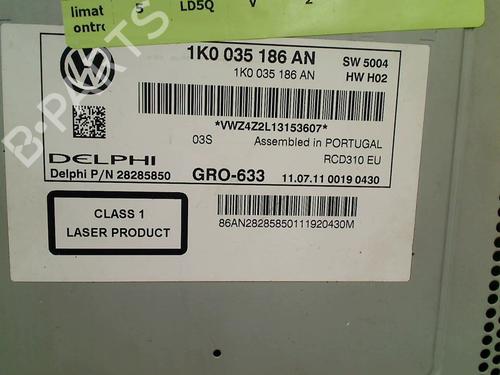 limat 5 LD5Q V 2
ontro
1K0 035 186 AN SW 5004
1K0 035 186 AN HW H02
*VWZ4Z2L13153607*
03S Assembled in PORTUGAL
DELPHI RCD310 EU
Delphi P/N 28285850 GRO-633 11.07.11 0019 0430
CLASS 1
LASER PRODUCT
86AN28285850111920430M
B-PARTS